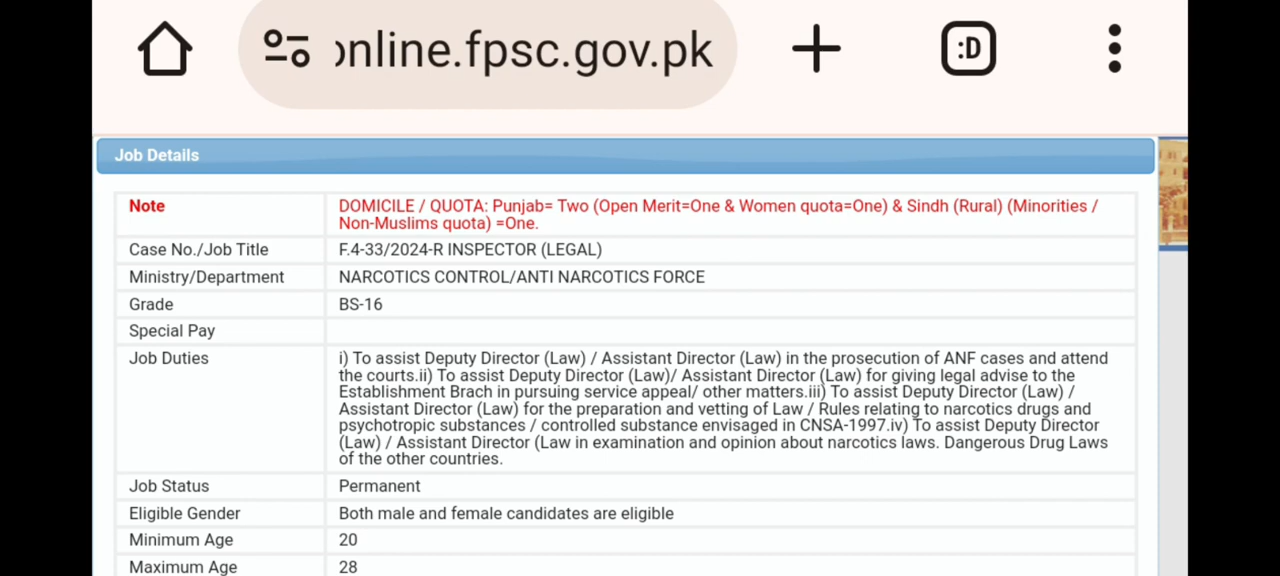 online.fpsc.gov.pk
:D
Job Details
Note
DOMICILE / QUOTA: Punjab= Two (Open Merit=One & Women quota=One) & Sindh (Rural) (Minorities /
Non-Muslims quota) =One.
Case No./Job Title
F.4-33/2024-R INSPECTOR (LEGAL)
Ministry/Department
NARCOTICS CONTROL/ANTI NARCOTICS FORCE
Grade
BS-16
Special Pay
Job Duties
i) To assist Deputy Director (Law) / Assistant Director (Law) in the prosecution of ANF cases and attend
the courts.ii) To assist Deputy Director (Law)/ Assistant Director (Law) for giving legal advise to the
Establishment Brach in pursuing service appeal/ other matters.iii) To assist Deputy Director (Law) /
Assistant Director (Law) for the preparation and vetting of Law / Rules relating to narcotics drugs and
psychotropic substances / controlled substance envisaged in CNSA-1997.iv) To assist Deputy Director
(Law) / Assistant Director (Law in examination and opinion about narcotics laws. Dangerous Drug Laws
of the other countries.
Job Status
Permanent
Eligible Gender
Both male and female candidates are eligible
Minimum Age
20
Maximum Age
28